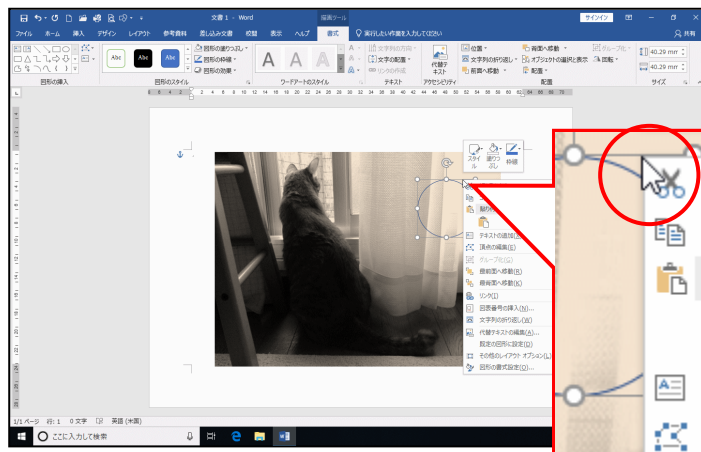 文書 1 - Word
描画ツール
サインイン
ファイル ホーム 挿入 デザイン レイアウト 参考資料 差し込み文書 校閲 表示 ヘルプ 書式 実行したい作業を入力してください 共有
Abc Abc Abc
図形の塗りつぶし
図形の枠線
図形の効果
A A A
文字列の方向
文字の配置
リンクの作成
代替テキスト
位置
文字列の折り返し
前面へ移動
背面へ移動
オブジェクトの選択と表示
配置
グループ化
回転
40.29 mm
40.29 mm
図形の挿入 図形のスタイル ワードアートのスタイル テキスト アクセシビリティ 配置 サイズ
スタイル 塗りつぶし 枠線
テキストの追加
頂点の編集(E)
グループ化(G)
最前面へ移動(R)
最背面へ移動(K)
リンク(I)
図表番号の挿入(N)...
文字列の折り返し(W)
代替テキストの編集(A)...
既定の図形に設定(D)
その他のレイアウト オプション(L)
図形の書式設定(O)...
1/1 ページ 行: 1 0 文字 英語 (米国)
ここに入力して検索